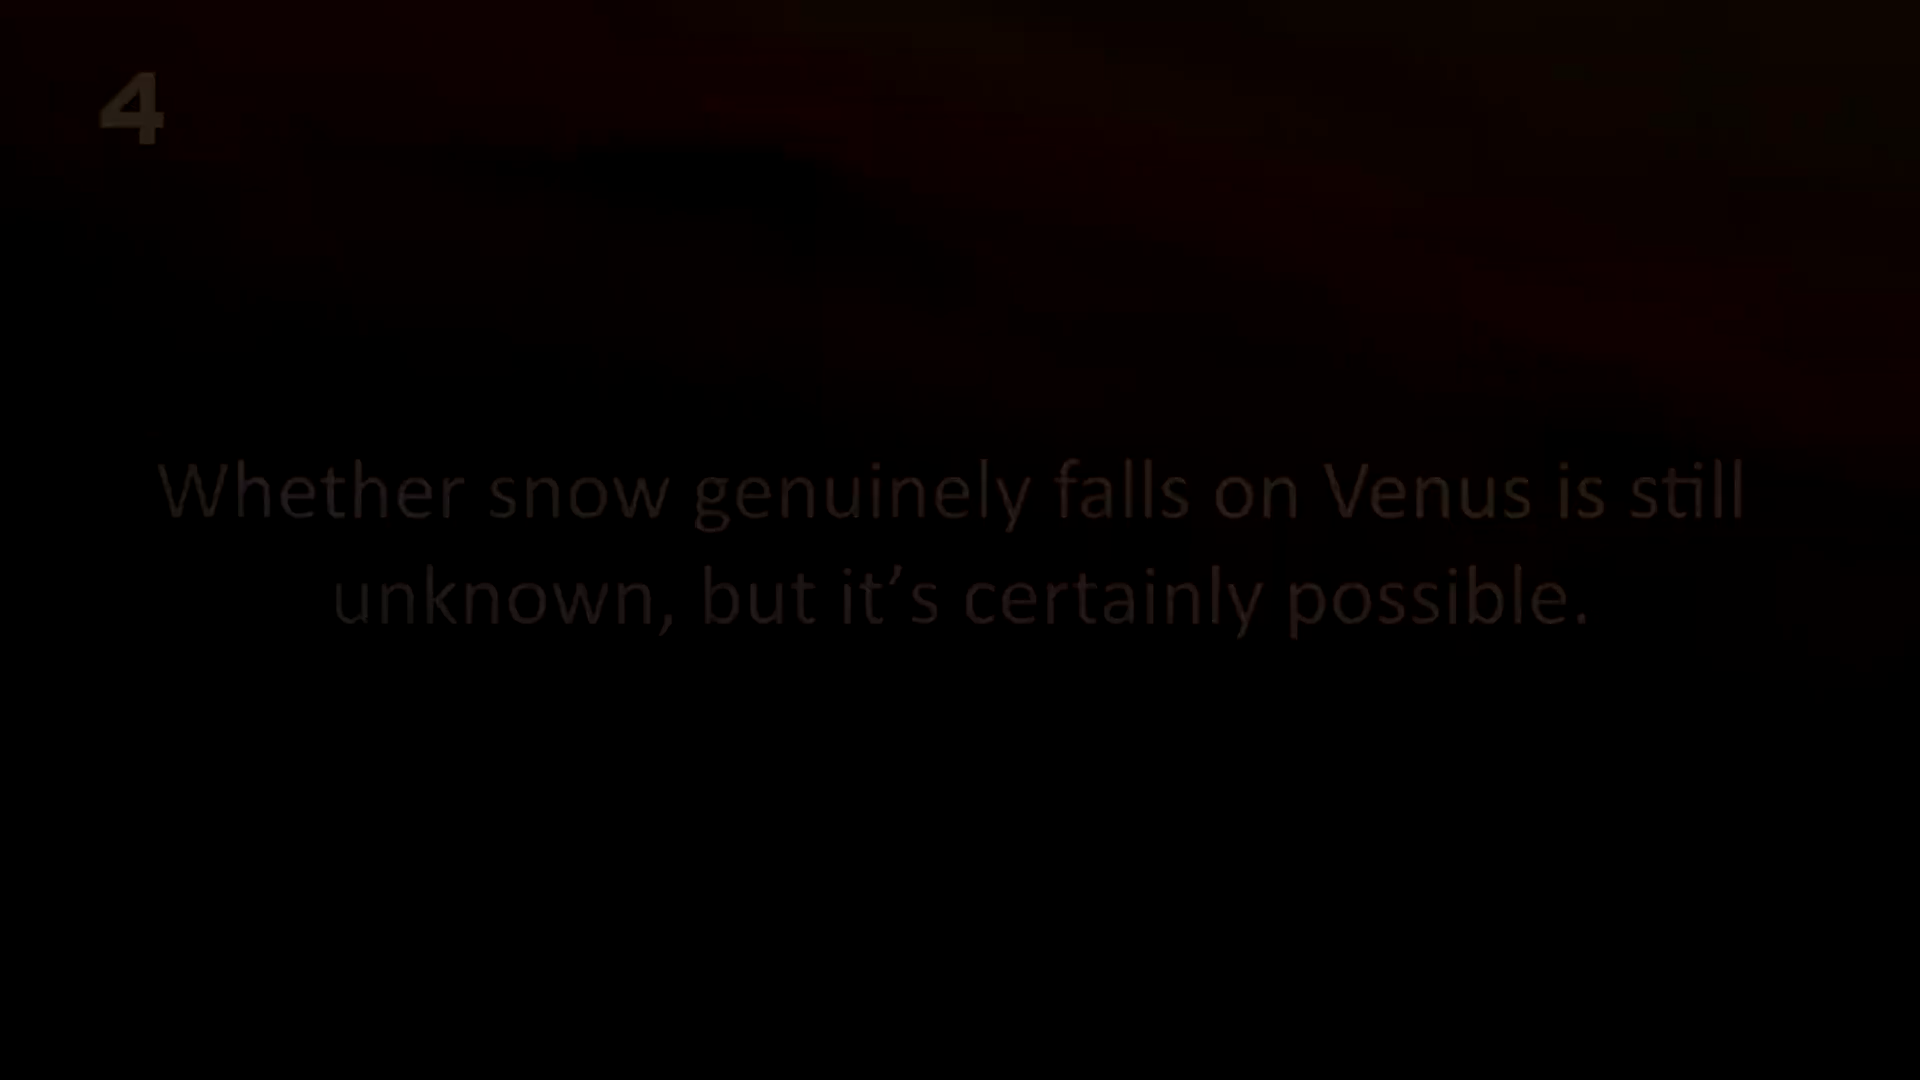 4
Whether snow genuinely falls on Venus is still
unknown, but it’s certainly possible.